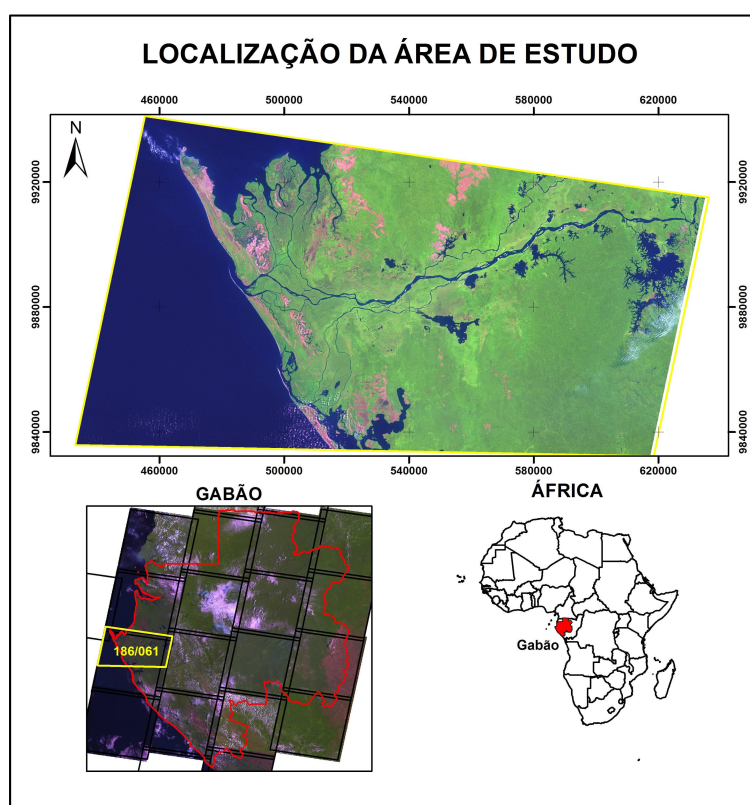 LOCALIZAÇÃO DA ÁREA DE ESTUDO
460000 500000 540000 580000 620000
N
9920000 9920000
9880000 9880000
9840000 9840000
460000 500000 540000 580000 620000
GABÃO ÁFRICA
186/061
Gabão